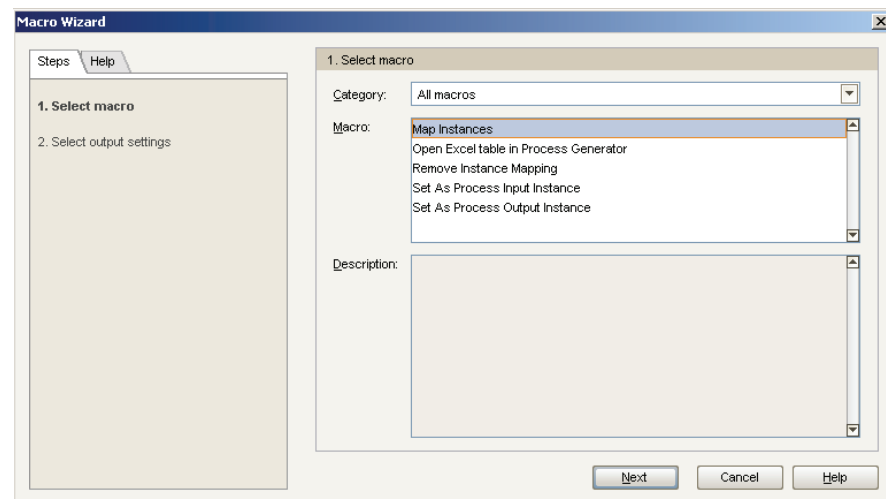 Macro Wizard
Steps Help
1. Select macro
2. Select output settings
1. Select macro
Category: All macros
Macro: Map Instances
Open Excel table in Process Generator
Remove Instance Mapping
Set As Process Input Instance
Set As Process Output Instance
Description:
Next Cancel Help